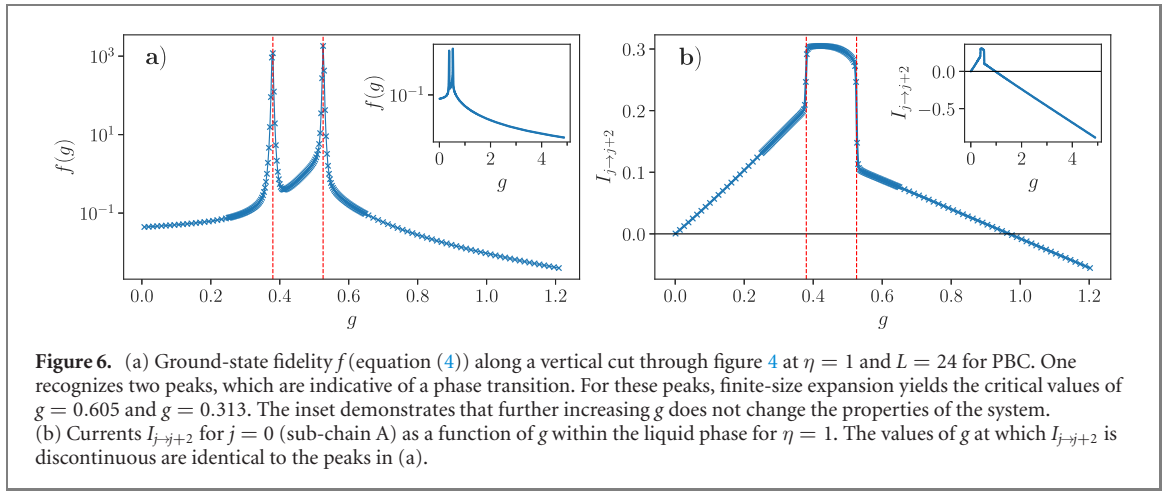 a)
f(g)
10³
10¹
10⁻¹
0.0 0.2 0.4 0.6 0.8 1.0 1.2
g
f(g)
10⁻¹
0 2 4
g
b)
I_{j→j+2}
0.3
0.2
0.1
0.0
0.0 0.2 0.4 0.6 0.8 1.0 1.2
g
I_{j→j+2}
0.0
−0.5
0 2 4
g
Figure 6. (a) Ground-state fidelity f (equation (4)) along a vertical cut through figure 4 at η = 1 and L = 24 for PBC. One
recognizes two peaks, which are indicative of a phase transition. For these peaks, finite-size expansion yields the critical values of
g = 0.605 and g = 0.313. The inset demonstrates that further increasing g does not change the properties of the system.
(b) Currents I_{j→j+2} for j = 0 (sub-chain A) as a function of g within the liquid phase for η = 1. The values of g at which I_{j→j+2} is
discontinuous are identical to the peaks in (a).